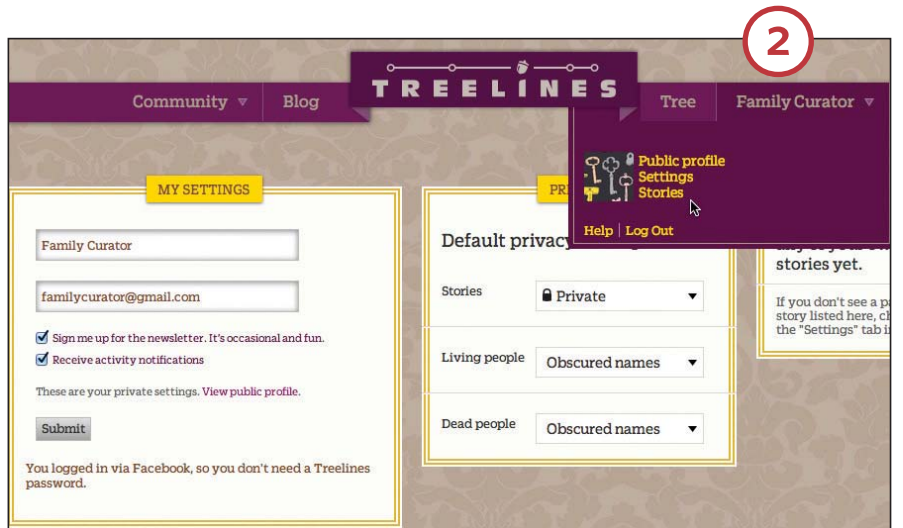 2
TREELINES
Community Blog Tree Family Curator
Public profile
Settings
Stories
Help | Log Out
MY SETTINGS
Family Curator
familycurator@gmail.com
Sign me up for the newsletter. It's occasional and fun.
Receive activity notifications
These are your private settings. View public profile.
Submit
You logged in via Facebook, so you don't need a Treelines
password.
Default
Stories Private
Living people Obscured names
Dead people Obscured names
stories yet.
If you don't see a
story listed here,
the "Settings" tab